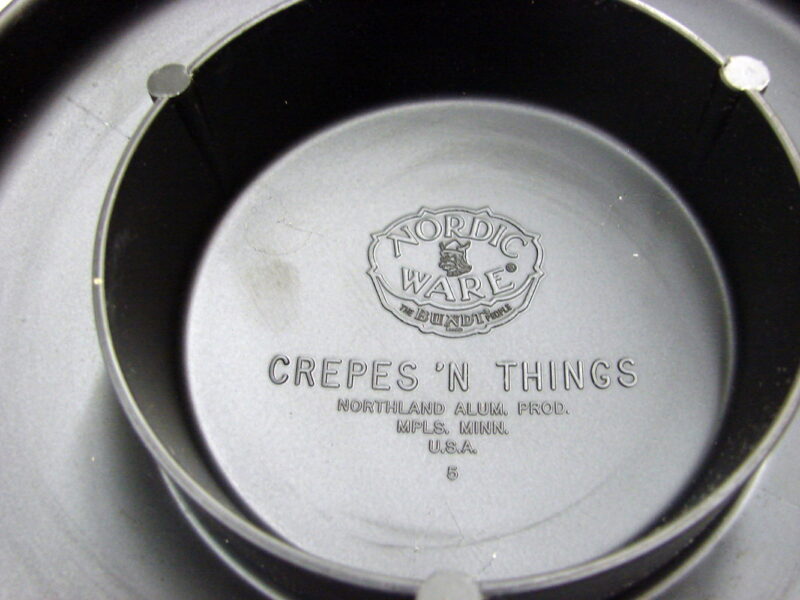 NORDIC
WARE®
THE BUNDT® PEOPLE
CREPES 'N THINGS
NORTHLAND ALUM. PROD.
MPLS. MINN.
U.S.A.
5